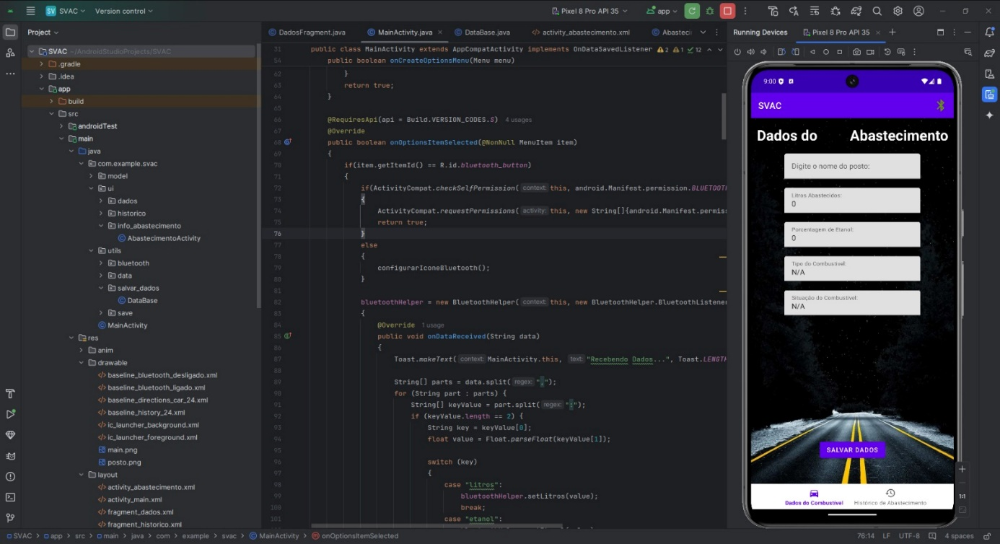 SV SVAC Version control Pixel 8 Pro API 35 app
Project
SVAC ~/AndroidStudioProjects/SVAC
.gradle
.idea
app
build
src
androidTest
main
java
com.example.svac
model
ui
dados
historico
info_abastecimento
AbastecimentoActivity
utils
bluetooth
data
salvar_dados
DataBase
save
MainActivity
res
anim
drawable
baseline_bluetooth_desligado.xml
baseline_bluetooth_ligado.xml
baseline_directions_car_24.xml
baseline_history_24.xml
ic_launcher_background.xml
ic_launcher_foreground.xml
main.png
posto.png
layout
activity_abastecimento.xml
activity_main.xml
fragment_dados.xml
fragment_historico.xml
DadosFragment.java MainActivity.java DataBase.java activity_abastecimento.xml Abasteci
31 public class MainActivity extends AppCompatActivity implements OnDataSavedListener 2 1 12
54 public boolean onCreateOptionsMenu(Menu menu)
62 }
63 return true;
64 }
65
66 @RequiresApi(api = Build.VERSION_CODES.S) 4 usages
67 @Override
68 public boolean onOptionsItemSelected(@NonNull MenuItem item)
69 {
70 if(item.getItemId() == R.id.bluetooth_button)
71 {
72 if(ActivityCompat.checkSelfPermission( context: this, android.Manifest.permission.BLUETOOTH
73 {
74 ActivityCompat.requestPermissions( activity: this, new String[]{android.Manifest.permis
75 return true;
76 }
77 else
78 {
79 configurarIconeBluetooth();
80 }
81
82 bluetoothHelper = new BluetoothHelper( context: this, new BluetoothHelper.BluetoothListener
83 {
84 @Override 1 usage
85 public void onDataReceived(String data)
86 {
87 Toast.makeText( context: MainActivity.this, text: "Recebendo Dados...", Toast.LENGTH
88
89 String[] parts = data.split( regex: ";");
90 for (String part : parts) {
91 String[] keyValue = part.split( regex: ":");
92 if (keyValue.length == 2) {
93 String key = keyValue[0];
94 float value = Float.parseFloat(keyValue[1]);
95
96 switch (key)
97 {
98 case "litros":
99 bluetoothHelper.setLitros(value);
100 break;
101 case "etanol":
Running Devices Pixel 8 Pro API 35
9:00
SVAC
Dados do Abastecimento
Digite o nome do posto:
Litros Abastecidos:
0
Porcentagem de Etanol:
0
Tipo do Combustível:
N/A
Situação do Combustível:
N/A
SALVAR DADOS
Dados do Combustível Histórico de Abastecimento
1:1
SVAC > app > src > main > java > com > example > svac > MainActivity > onOptionsItemSelected 76:14 LF UTF-8 4 spaces